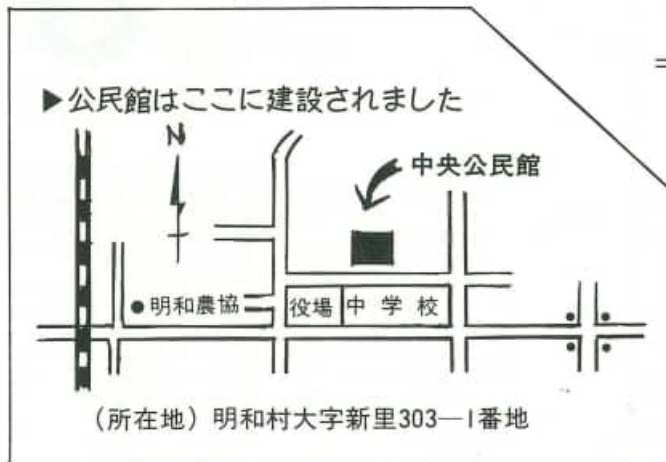 ▶公民館はここに建設されました
N
中央公民館
●明和農協
役場
中学校
(所在地) 明和村大字新里303―1番地